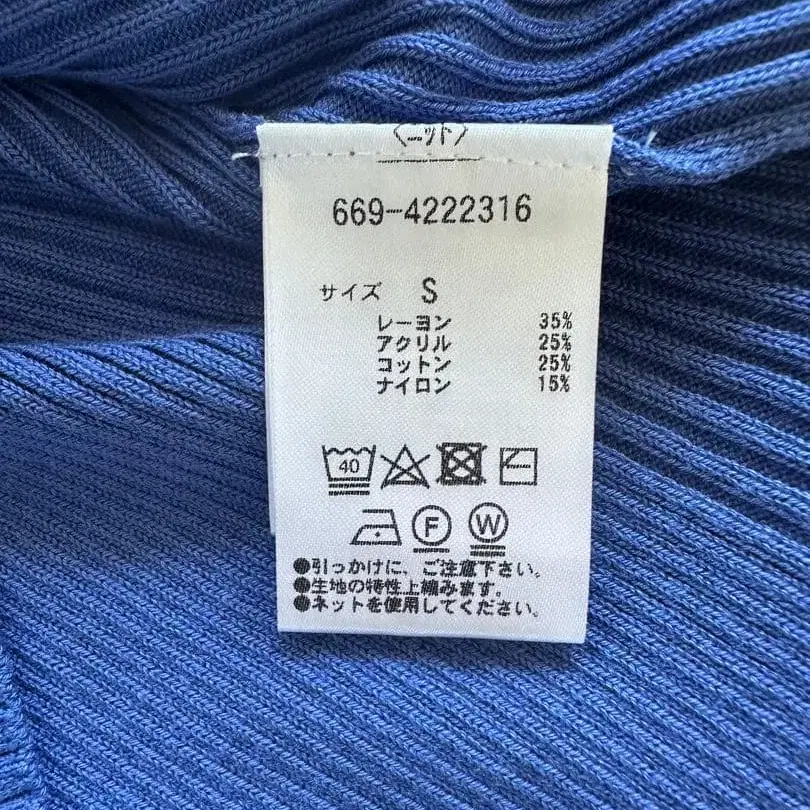 〈ニット〉
669-4222316
サイズ S
レーヨン 35%
アクリル 25%
コットン 25%
ナイロン 15%
40
F W
●引っかけに、ご注意下さい。
●生地の特性上縮みます。
●ネットを使用してください。